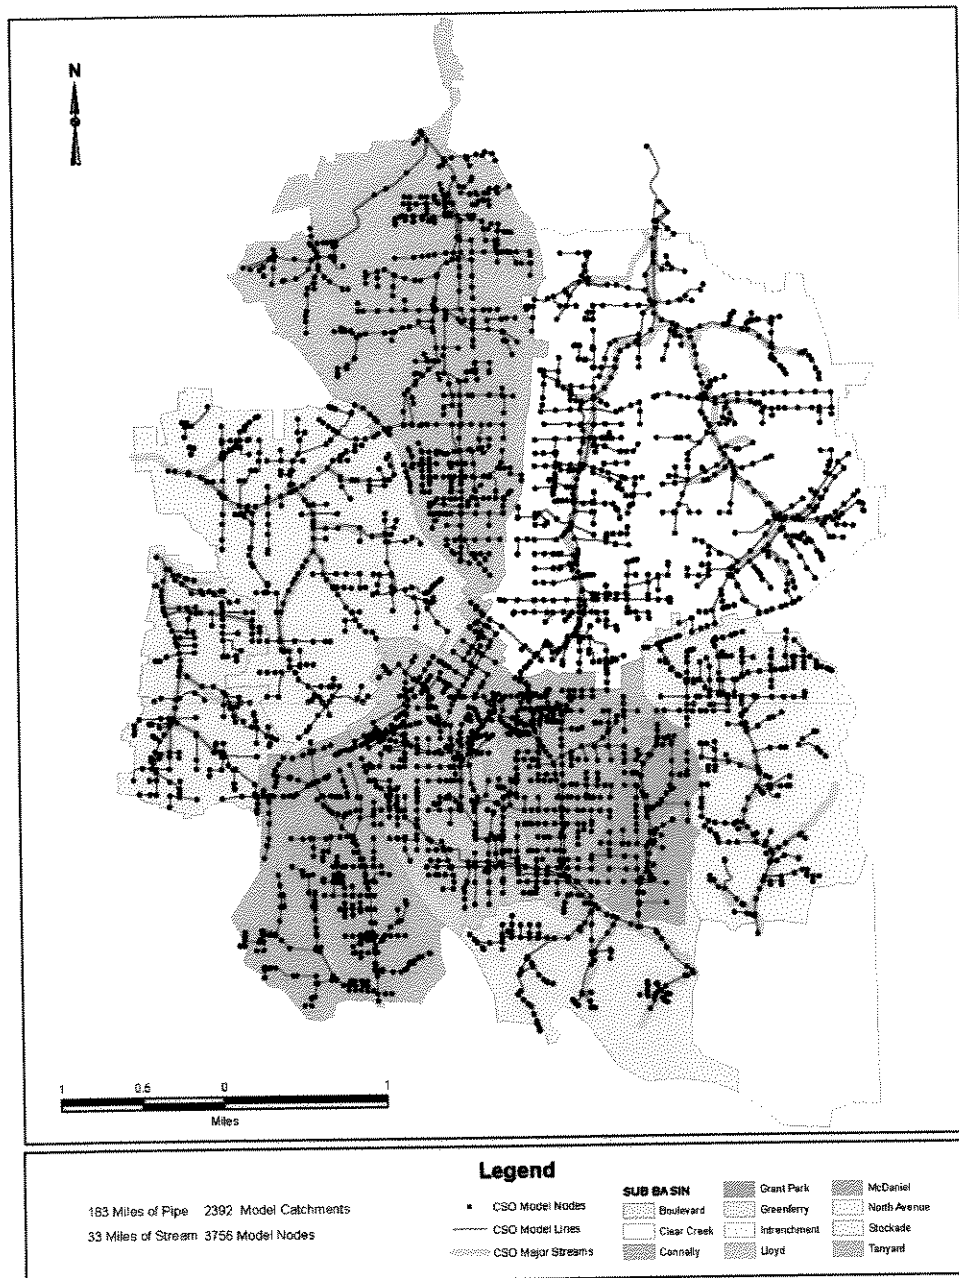 N
1 0.5 0 1
Miles
Legend
183 Miles of Pipe 2392 Model Catchments
33 Miles of Stream 3756 Model Nodes
CSO Model Nodes
CSO Model Lines
CSO Major Streams
SUB BASIN
Boulevard
Clear Creek
Connelly
Grant Park
Greenferry
Intrenchment
Lloyd
McDaniel
North Avenue
Stockade
Tanyard